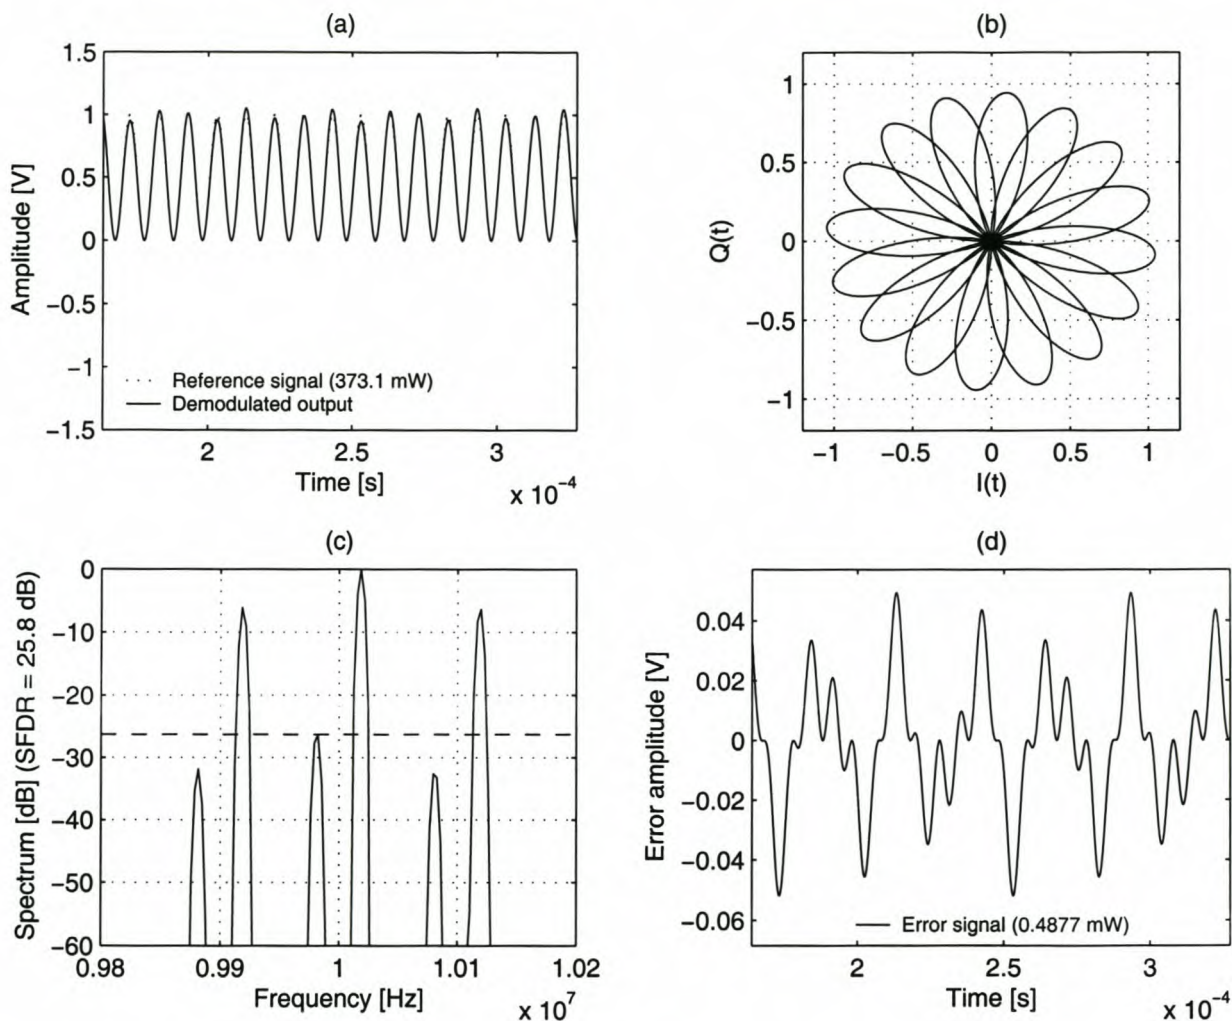 (a)
1.5
1
0.5
0
−0.5
−1
−1.5
Amplitude [V]
Reference signal (373.1 mW)
Demodulated output
2
2.5
3
Time [s]
x 10⁻⁴
(b)
1
0.5
0
−0.5
−1
Q(t)
−1
−0.5
0
0.5
1
I(t)
(c)
0
−10
−20
−30
−40
−50
−60
Spectrum [dB] (SFDR = 25.8 dB)
0.98
0.99
1
1.01
1.02
Frequency [Hz]
x 10⁷
(d)
0.04
0.02
0
−0.02
−0.04
−0.06
Error amplitude [V]
Error signal (0.4877 mW)
2
2.5
3
Time [s]
x 10⁻⁴